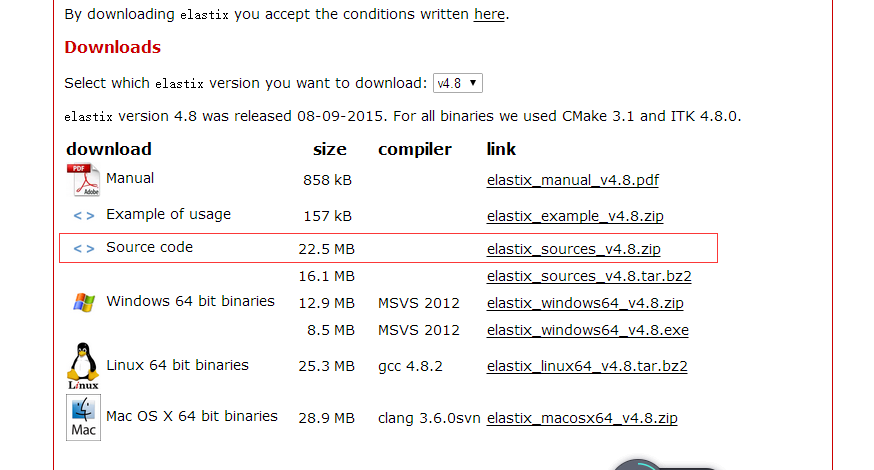 By downloading elastix you accept the conditions written here.
Downloads
Select which elastix version you want to download: v4.8
elastix version 4.8 was released 08-09-2015. For all binaries we used CMake 3.1 and ITK 4.8.0.
download size compiler link
PDF Adobe Manual 858 kB elastix_manual_v4.8.pdf
< > Example of usage 157 kB elastix_example_v4.8.zip
< > Source code 22.5 MB elastix_sources_v4.8.zip
16.1 MB elastix_sources_v4.8.tar.bz2
Windows 64 bit binaries 12.9 MB MSVS 2012 elastix_windows64_v4.8.zip
8.5 MB MSVS 2012 elastix_windows64_v4.8.exe
Linux Linux 64 bit binaries 25.3 MB gcc 4.8.2 elastix_linux64_v4.8.tar.bz2
Mac Mac OS X 64 bit binaries 28.9 MB clang 3.6.0svn elastix_macosx64_v4.8.zip